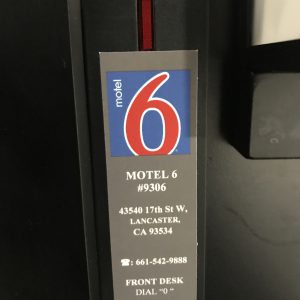 motel
6
MOTEL 6
#9306
43540 17th St W,
LANCASTER,
CA 93534
☎: 661-542-9888
FRONT DESK
DIAL "0"